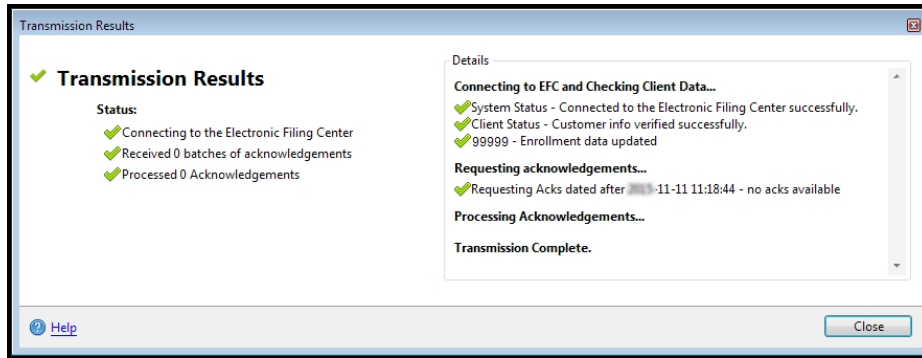 Transmission Results
Transmission Results
Status:
Connecting to the Electronic Filing Center
Received 0 batches of acknowledgements
Processed 0 Acknowledgements
Details
Connecting to EFC and Checking Client Data...
System Status - Connected to the Electronic Filing Center successfully.
Client Status - Customer info verified successfully.
99999 - Enrollment data updated
Requesting acknowledgements...
Requesting Acks dated after -11-11 11:18:44 - no acks available
Processing Acknowledgements...
Transmission Complete.
Help
Close